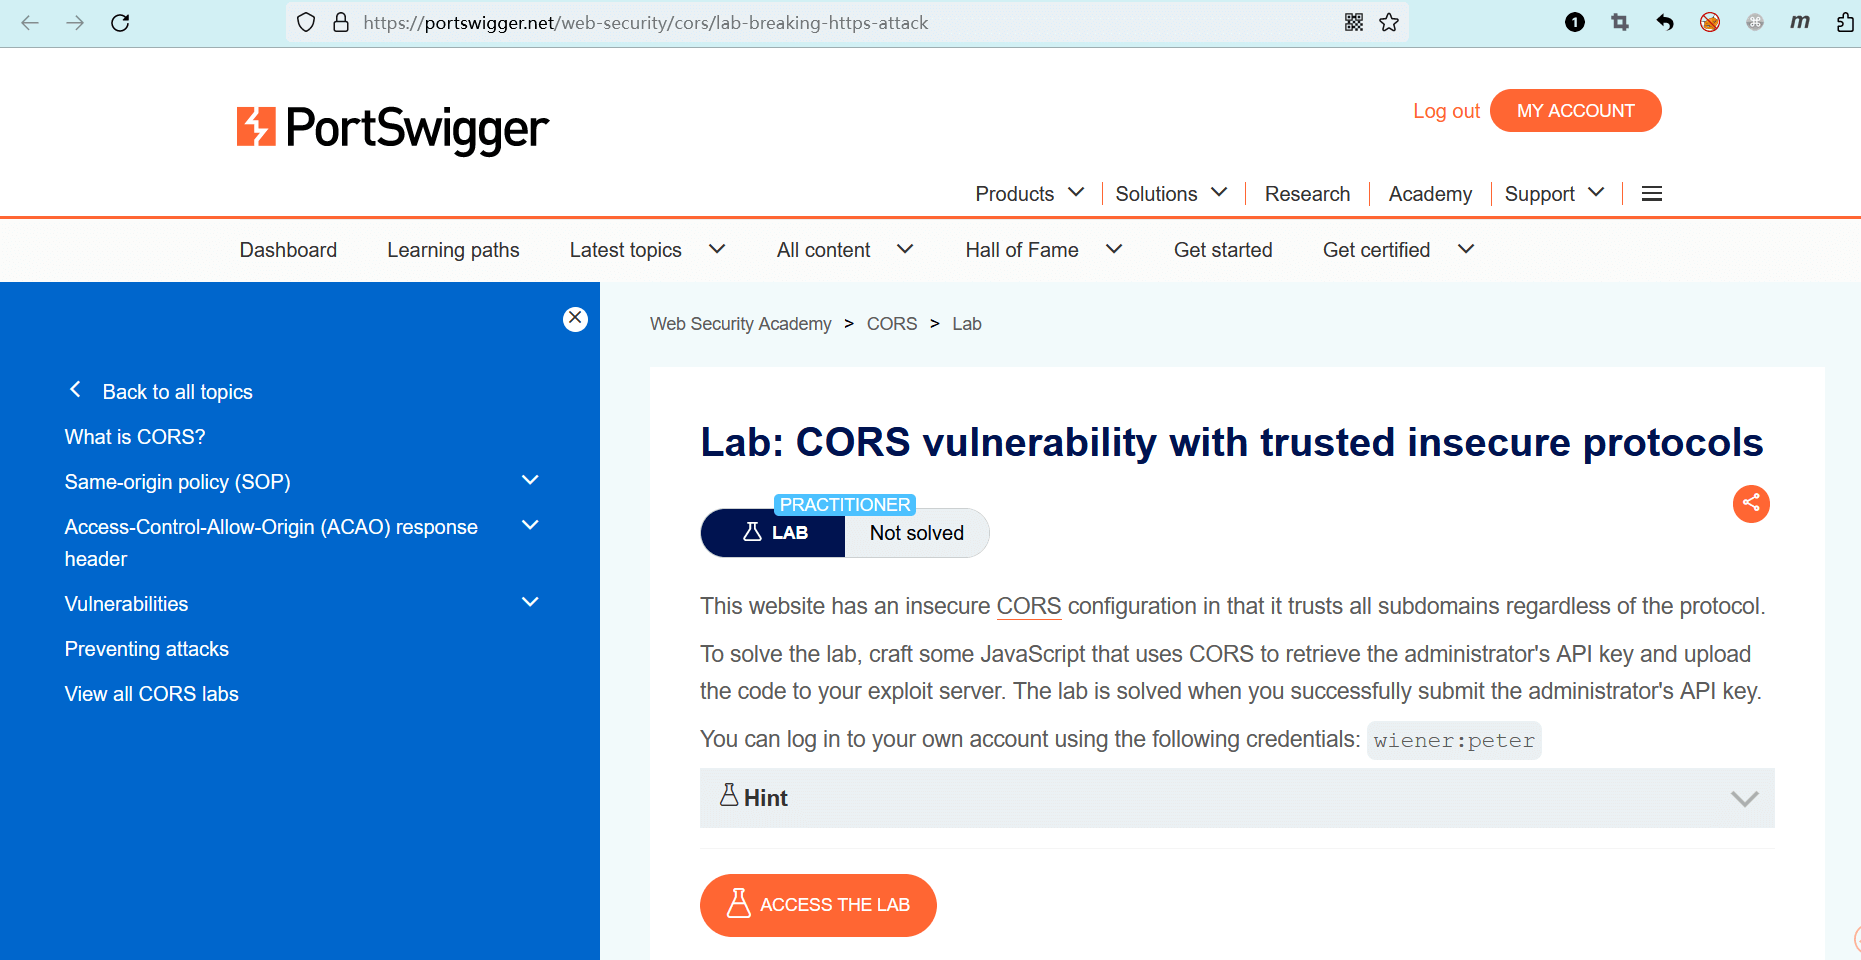 https://portswigger.net/web-security/cors/lab-breaking-https-attack
1
m
PortSwigger
Log out
MY ACCOUNT
Products
Solutions
Research
Academy
Support
Dashboard
Learning paths
Latest topics
All content
Hall of Fame
Get started
Get certified
Back to all topics
What is CORS?
Same-origin policy (SOP)
Access-Control-Allow-Origin (ACAO) response
header
Vulnerabilities
Preventing attacks
View all CORS labs
Web Security Academy > CORS > Lab
Lab: CORS vulnerability with trusted insecure protocols
PRACTITIONER
LAB
Not solved
This website has an insecure CORS configuration in that it trusts all subdomains regardless of the protocol.
To solve the lab, craft some JavaScript that uses CORS to retrieve the administrator's API key and upload
the code to your exploit server. The lab is solved when you successfully submit the administrator's API key.
You can log in to your own account using the following credentials: wiener:peter
Hint
ACCESS THE LAB